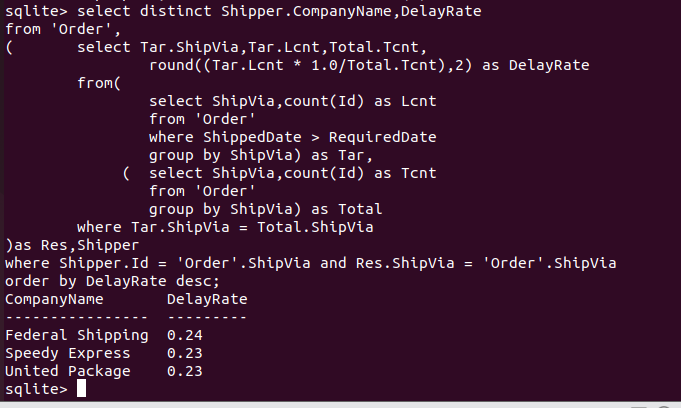 sqlite> select distinct Shipper.CompanyName,DelayRate
from 'Order',
(       select Tar.ShipVia,Tar.Lcnt,Total.Tcnt,
                round((Tar.Lcnt * 1.0/Total.Tcnt),2) as DelayRate
        from(
                select ShipVia,count(Id) as Lcnt
                from 'Order'
                where ShippedDate > RequiredDate
                group by ShipVia) as Tar,
             (  select ShipVia,count(Id) as Tcnt
                from 'Order'
                group by ShipVia) as Total
        where Tar.ShipVia = Total.ShipVia
)as Res,Shipper
where Shipper.Id = 'Order'.ShipVia and Res.ShipVia = 'Order'.ShipVia
order by DelayRate desc;
CompanyName       DelayRate
----------------  ---------
Federal Shipping  0.24
Speedy Express    0.23
United Package    0.23
sqlite>